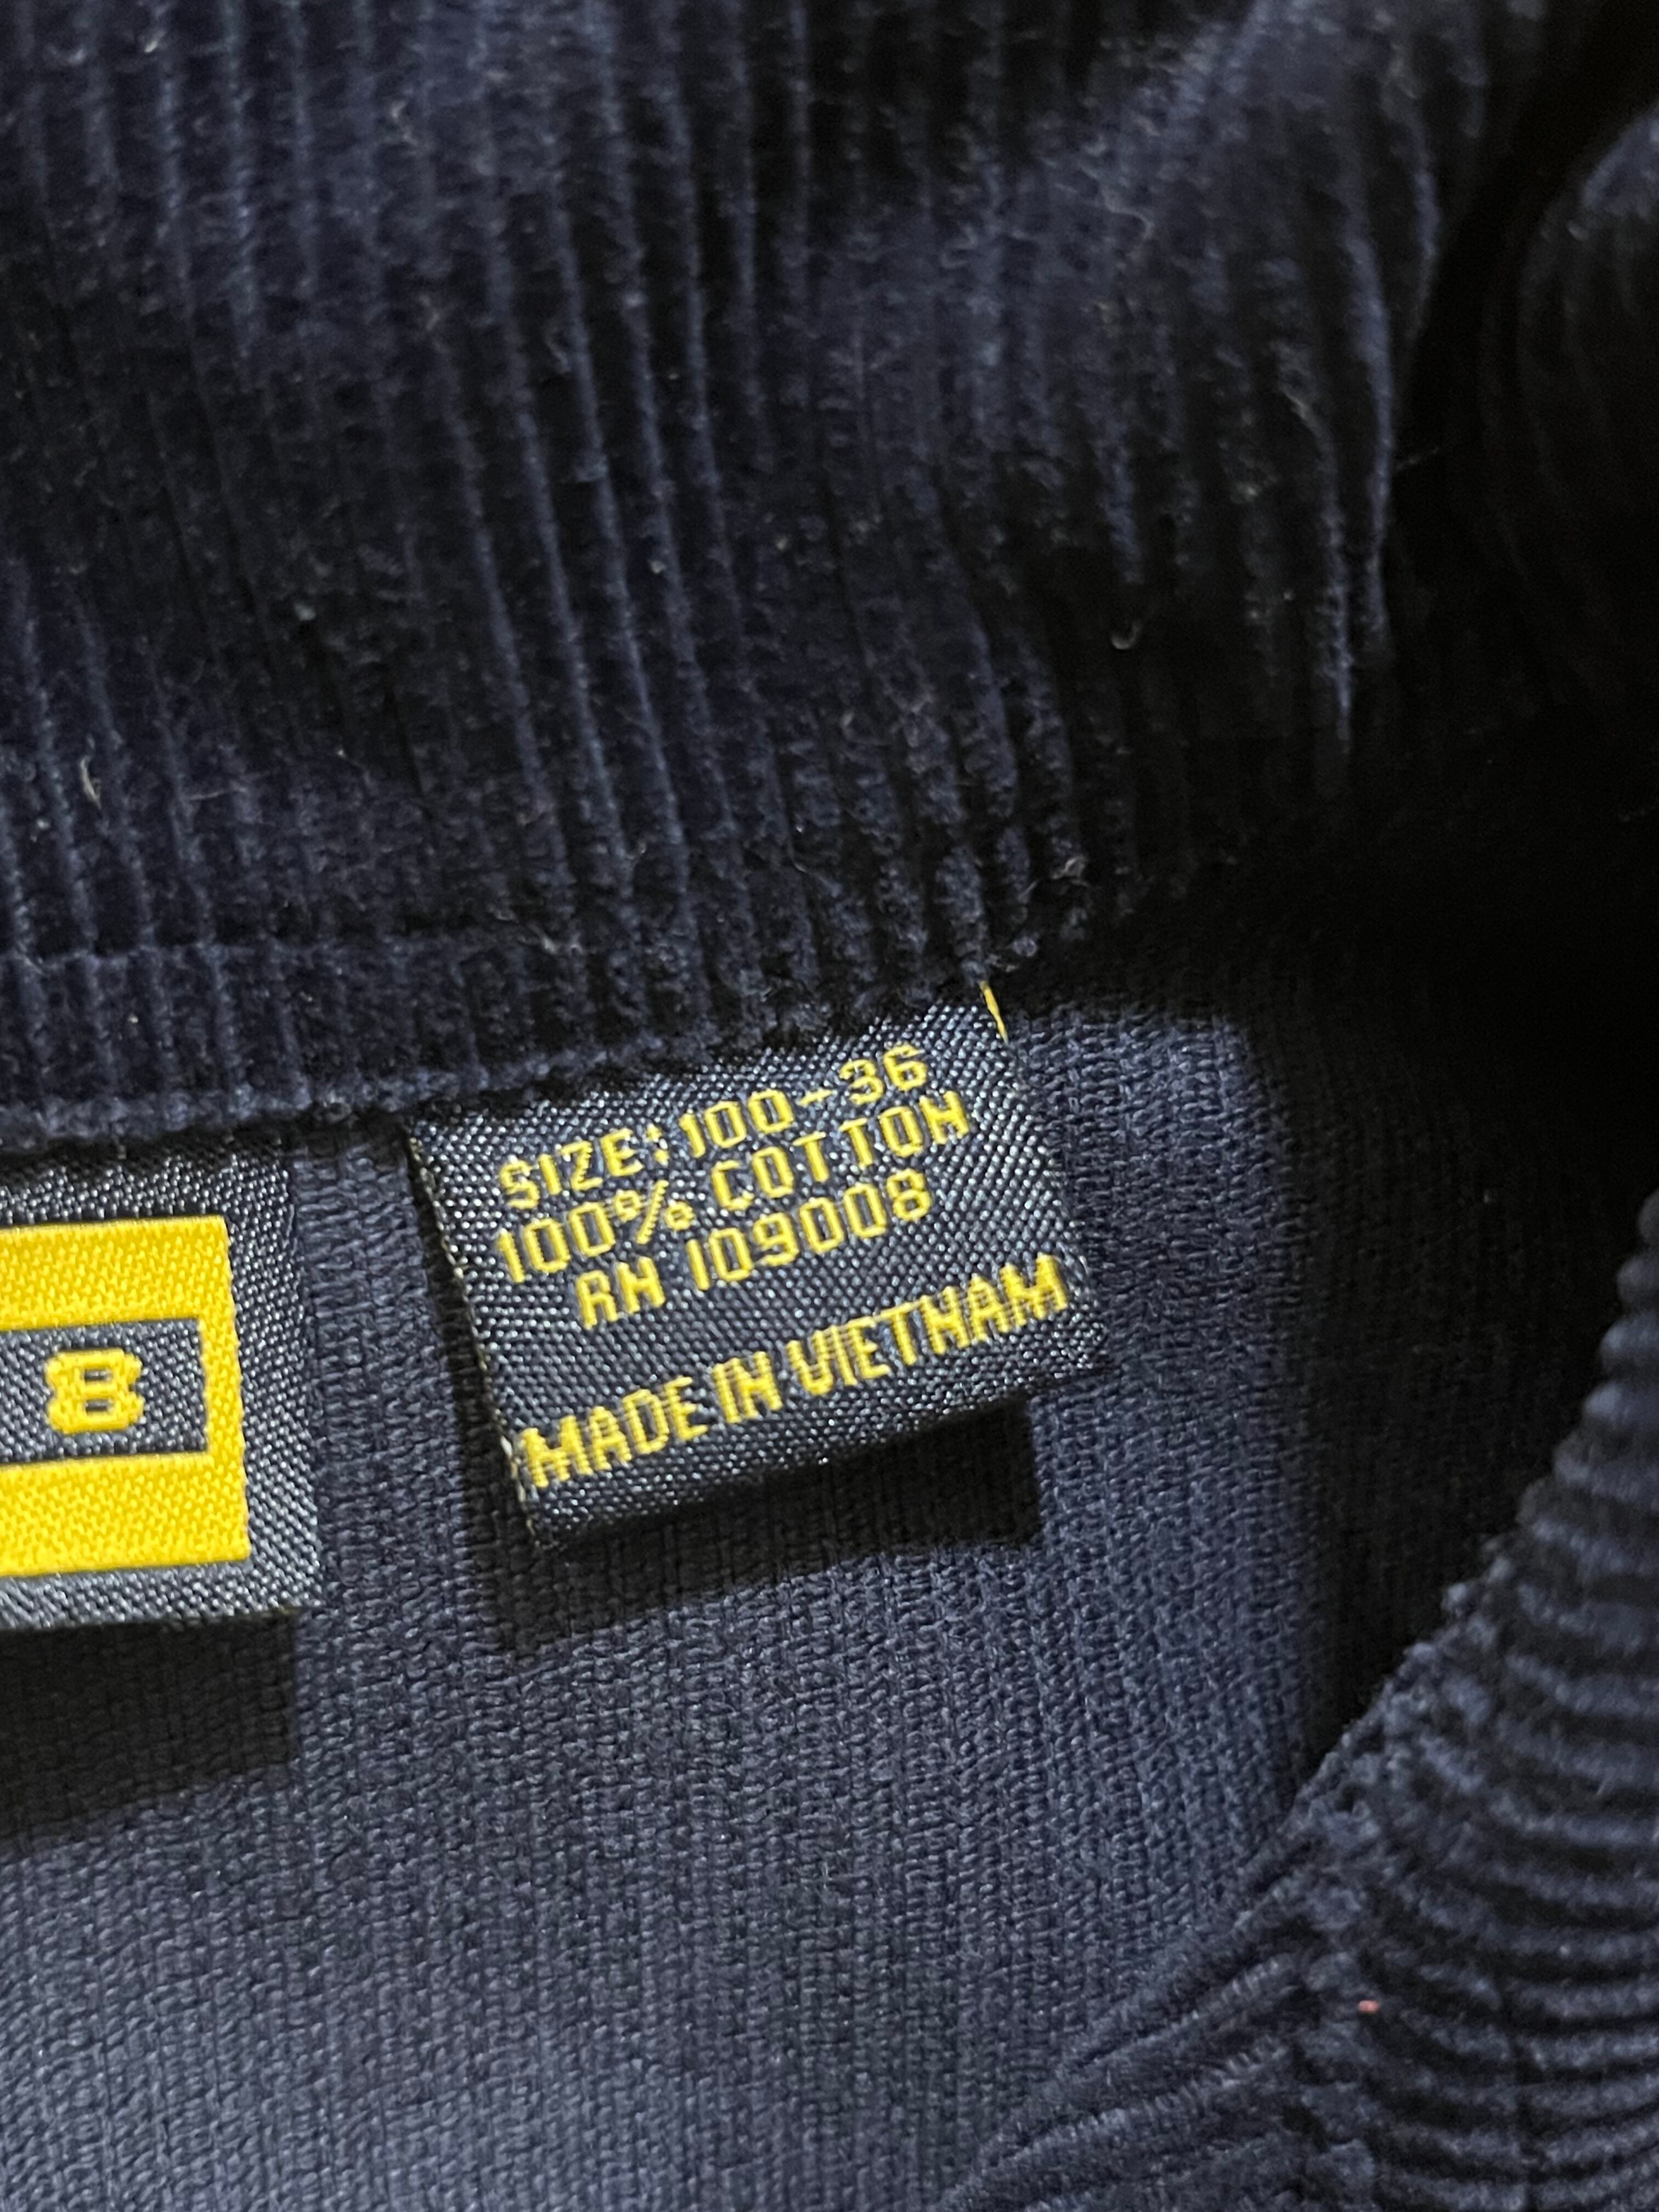 SIZE:100-36
100% COTTON
RN 109008
MADE IN VIETNAM
8